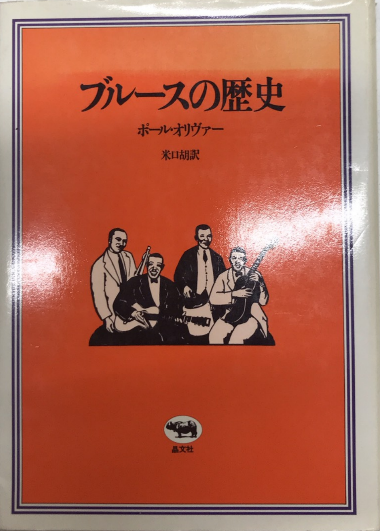 ブルースの歴史
ポール・オリヴァー
米口胡訳
晶文社